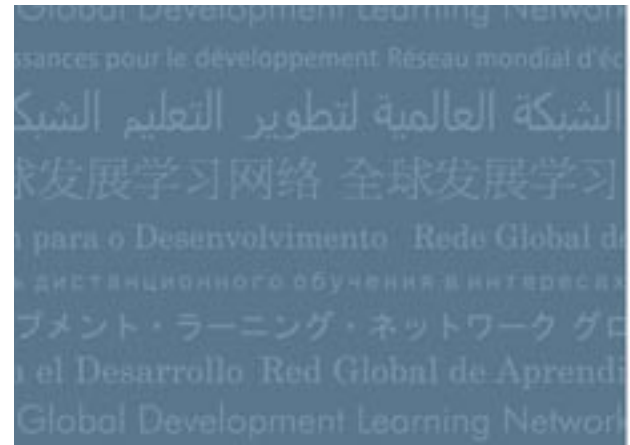 Global Development Learning Network
ssances pour le développement Réseau mondial d'éc
الشبكة العالمية لتطوير التعليم الشبك
球发展学习网络 全球发展学习
para o Desenvolvimento Rede Global de
дистанционного обучения в интересах
プメント・ラーニング・ネットワーク グロ
el Desarrollo Red Global de Aprendi
Global Development Learning Network